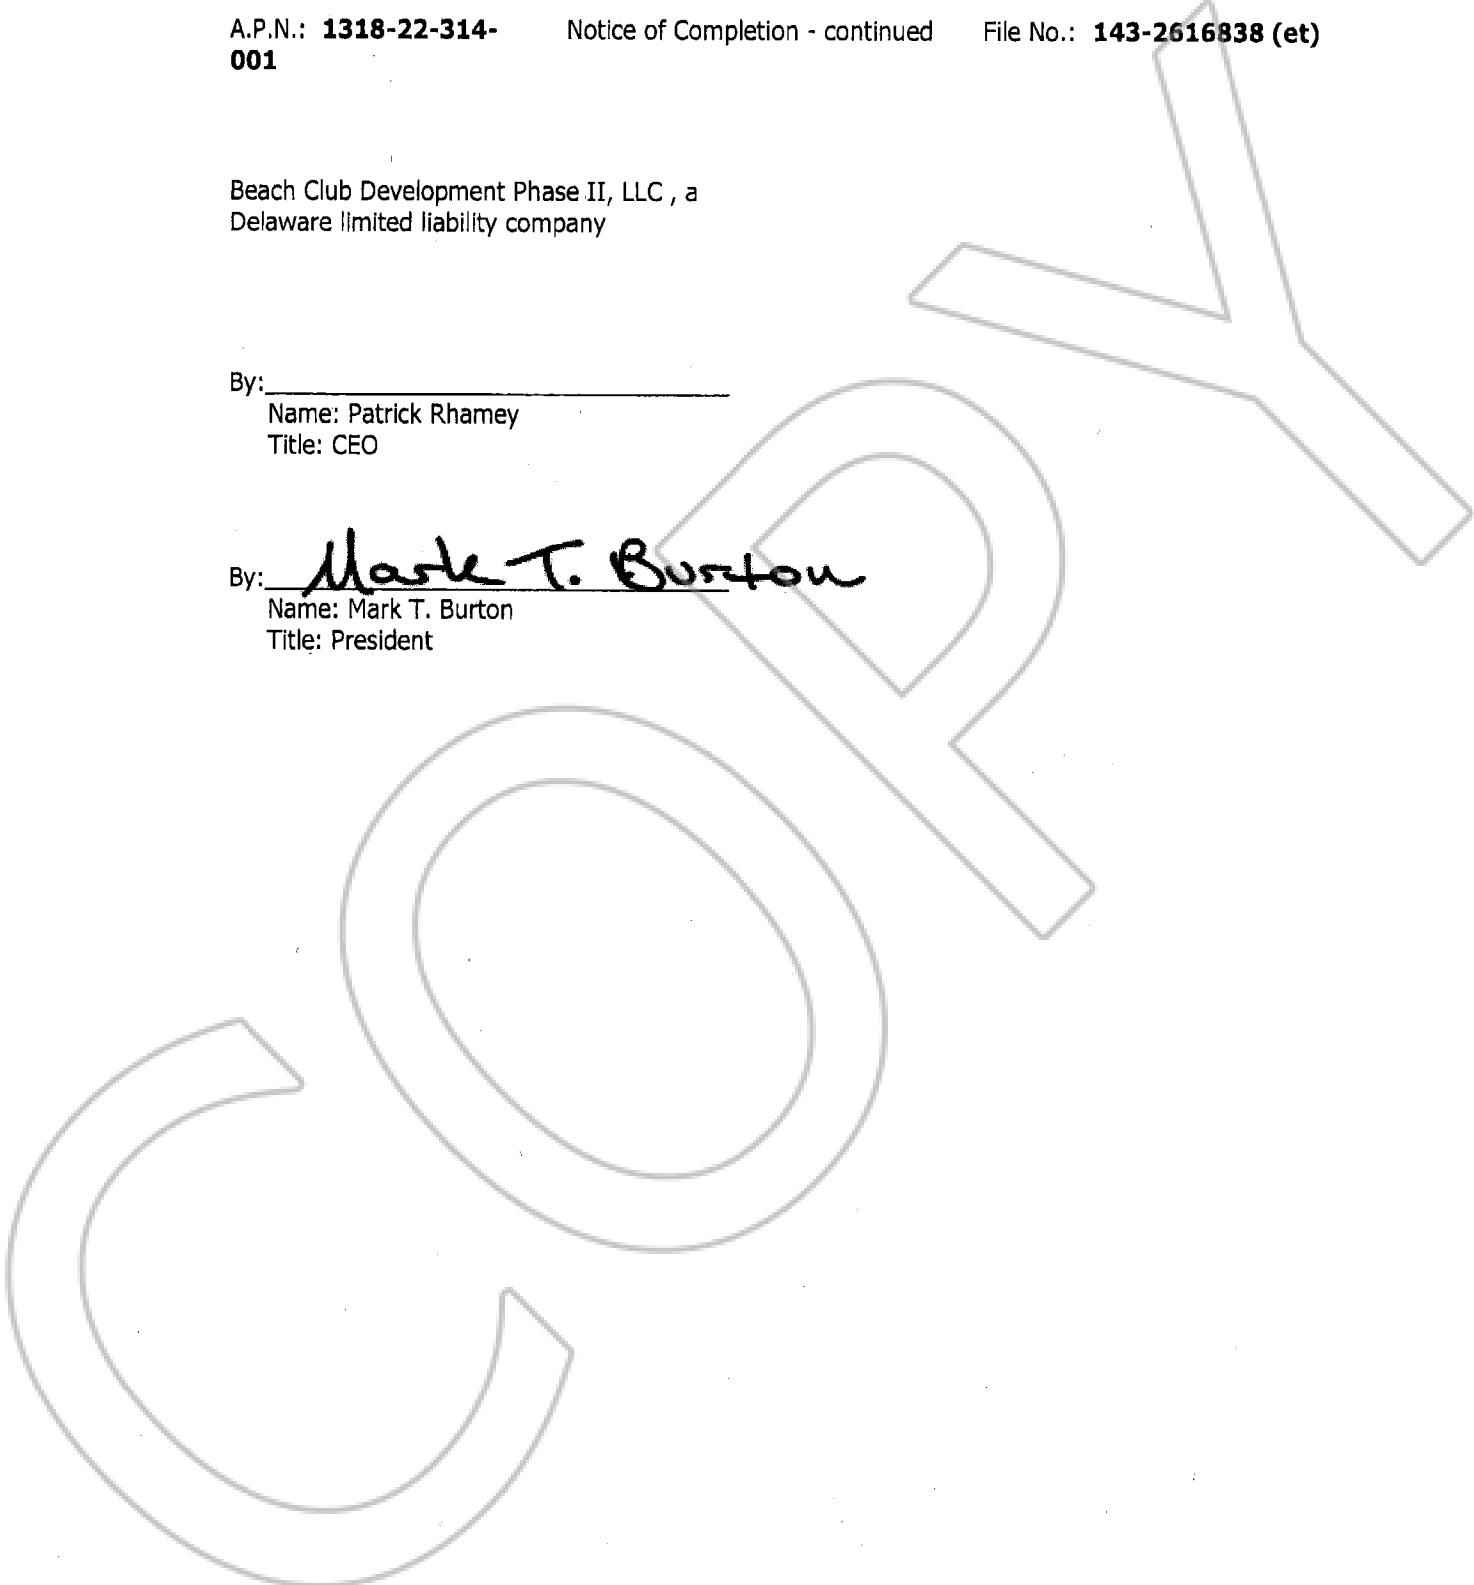 A.P.N.: 1318-22-314- Notice of Completion - continued File No.: 143-2616838 (et)
001
Beach Club Development Phase II, LLC , a
Delaware limited liability company
By:
Name: Patrick Rhamey
Title: CEO
By: Mark T. Burton
Name: Mark T. Burton
Title: President
COPY